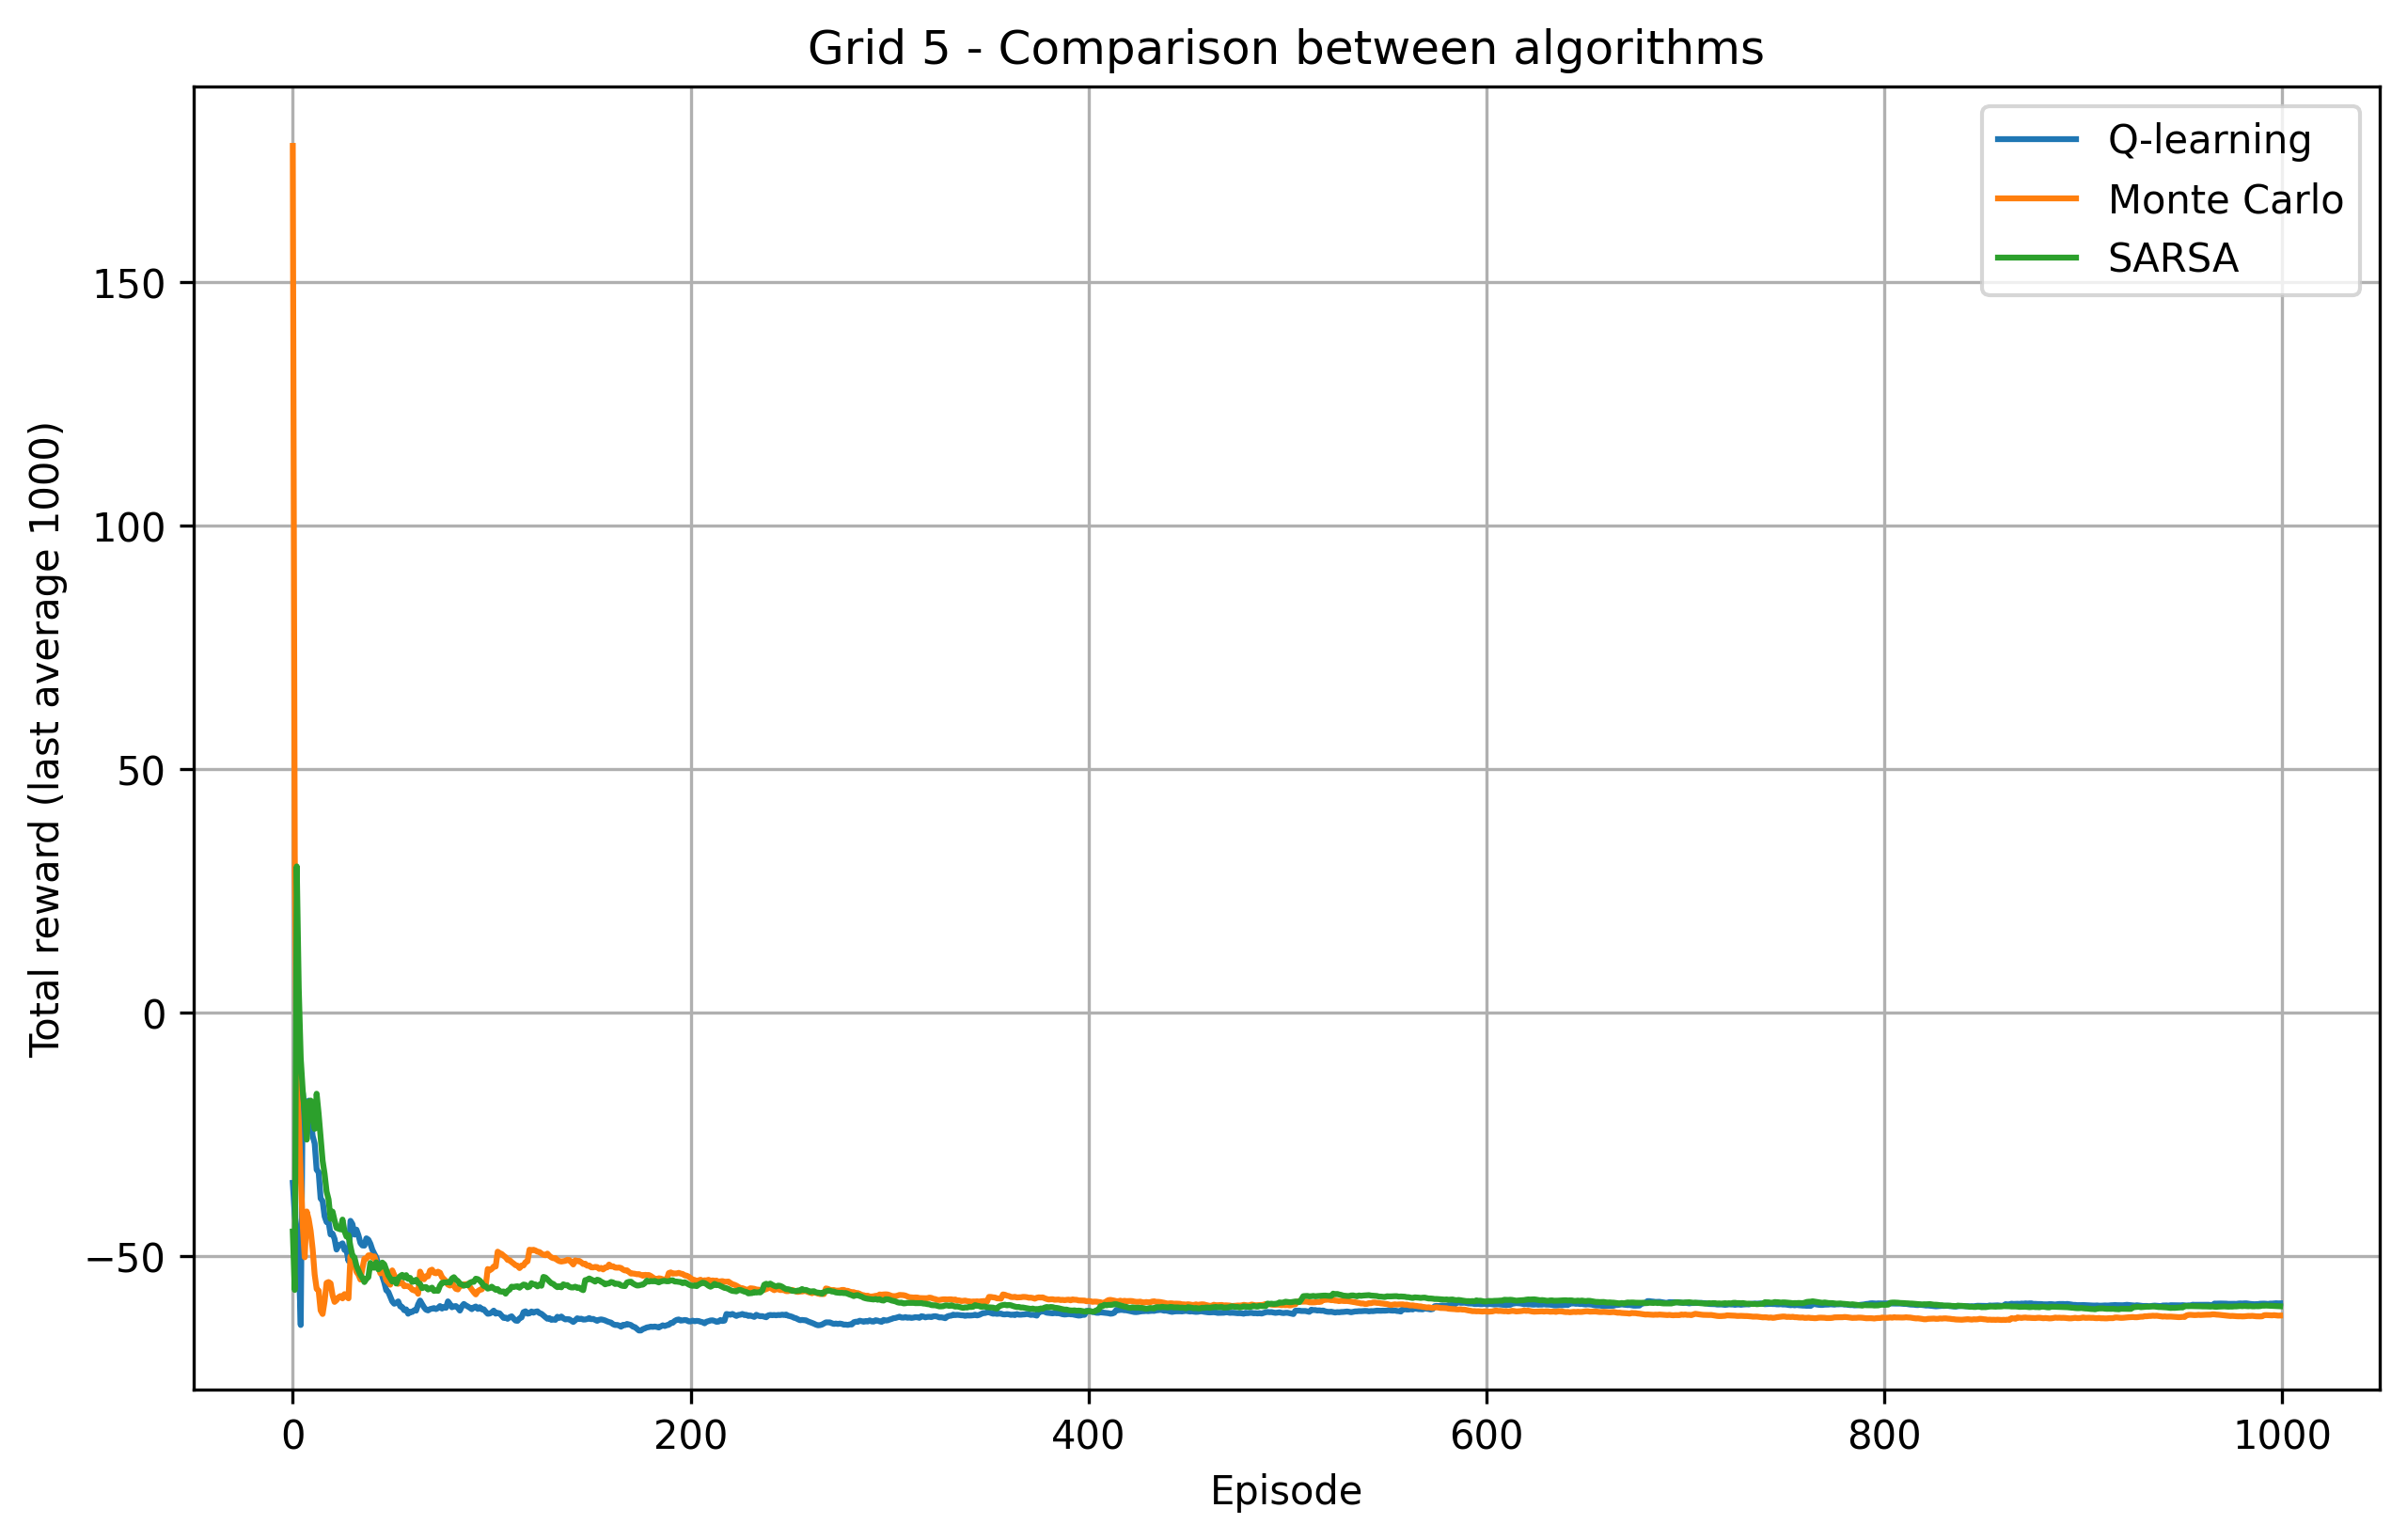 Grid 5 - Comparison between algorithms
Total reward (last average 1000)
150
100
50
0
−50
Q-learning
Monte Carlo
SARSA
0 200 400 600 800 1000
Episode